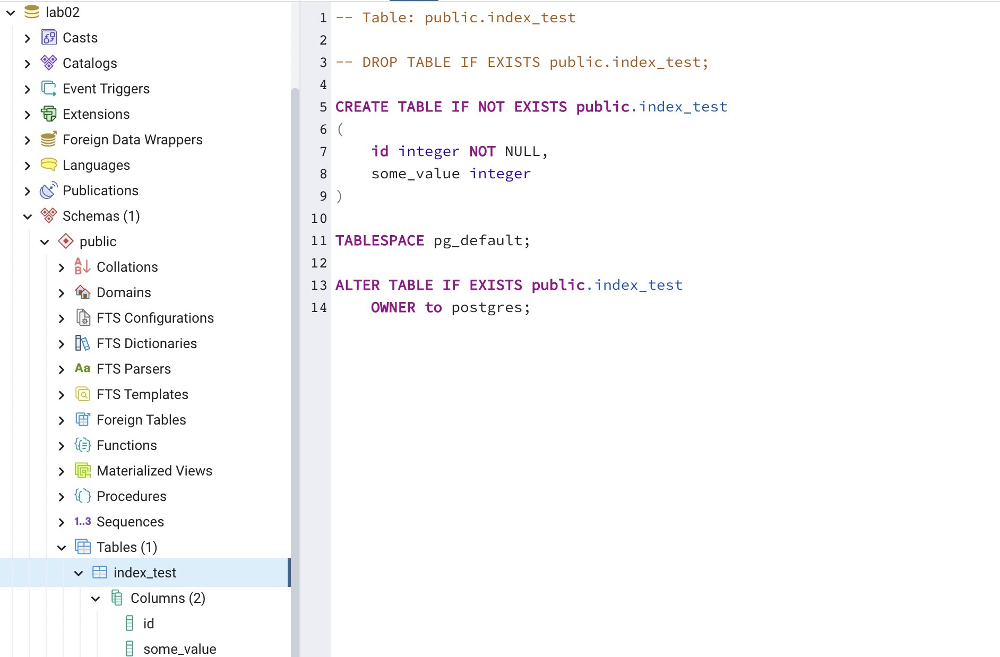 lab02
Casts
Catalogs
Event Triggers
Extensions
Foreign Data Wrappers
Languages
Publications
Schemas (1)
public
Collations
Domains
FTS Configurations
FTS Dictionaries
Aa FTS Parsers
FTS Templates
Foreign Tables
Functions
Materialized Views
Procedures
1..3 Sequences
Tables (1)
index_test
Columns (2)
id
some_value
1 -- Table: public.index_test
2
3 -- DROP TABLE IF EXISTS public.index_test;
4
5 CREATE TABLE IF NOT EXISTS public.index_test
6 (
7     id integer NOT NULL,
8     some_value integer
9 )
10
11 TABLESPACE pg_default;
12
13 ALTER TABLE IF EXISTS public.index_test
14     OWNER to postgres;